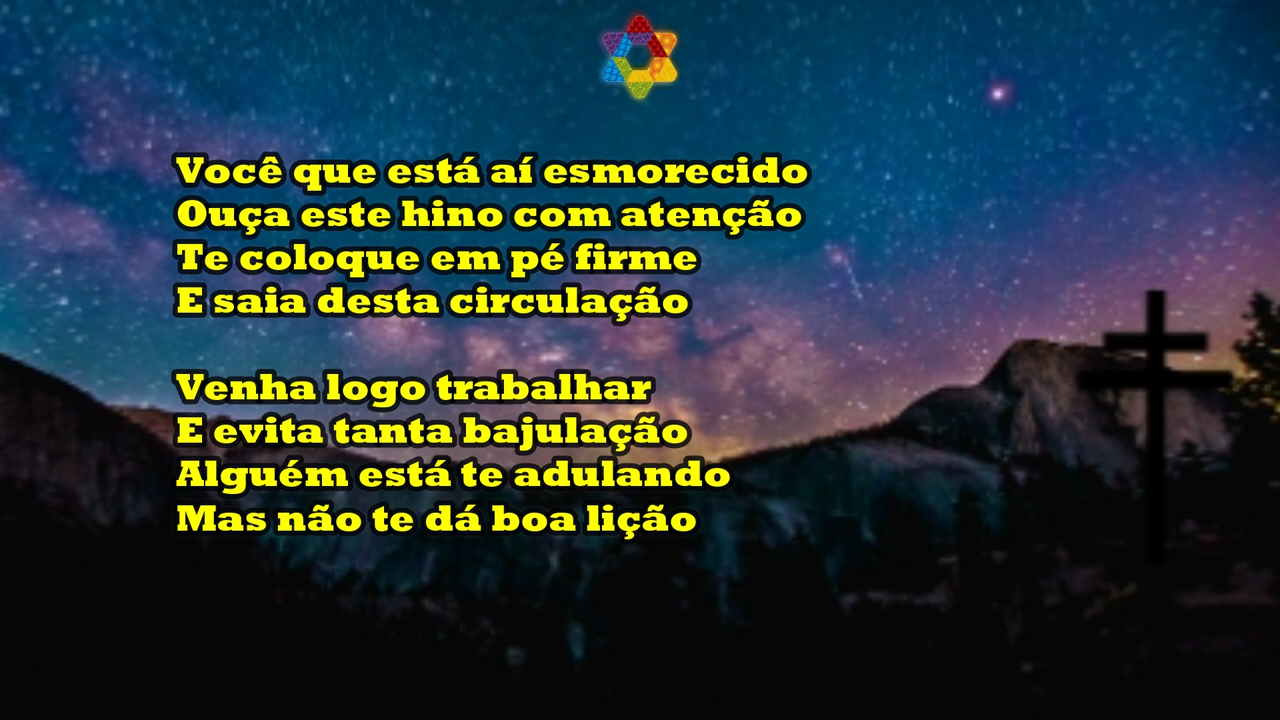 Você que está aí esmorecido
Ouça este hino com atenção
Te coloque em pé firme
E saia desta circulação
Venha logo trabalhar
E evita tanta bajulação
Alguém está te adulando
Mas não te dá boa lição